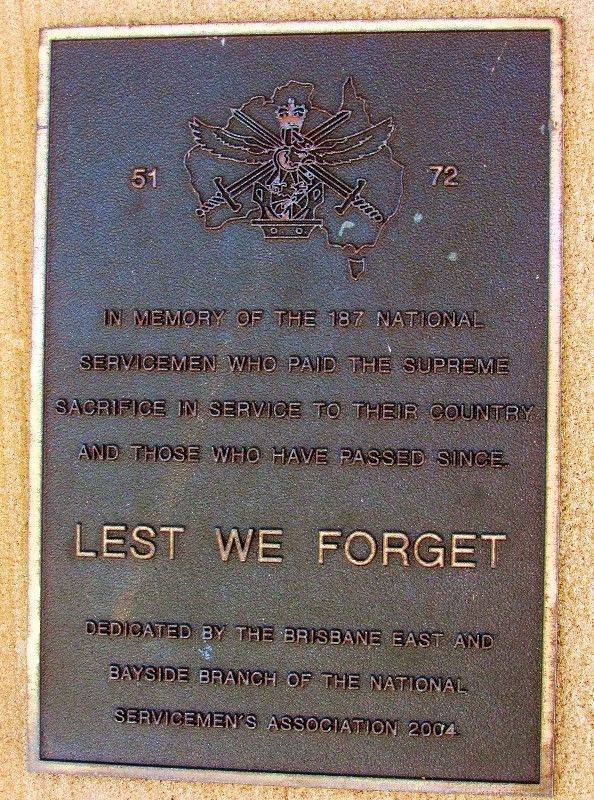 51 72
IN MEMORY OF THE 187 NATIONAL
SERVICEMEN WHO PAID THE SUPREME
SACRIFICE IN SERVICE TO THEIR COUNTRY
AND THOSE WHO HAVE PASSED SINCE.
LEST WE FORGET
DEDICATED BY THE BRISBANE EAST AND
BAYSIDE BRANCH OF THE NATIONAL
SERVICEMEN'S ASSOCIATION 2004